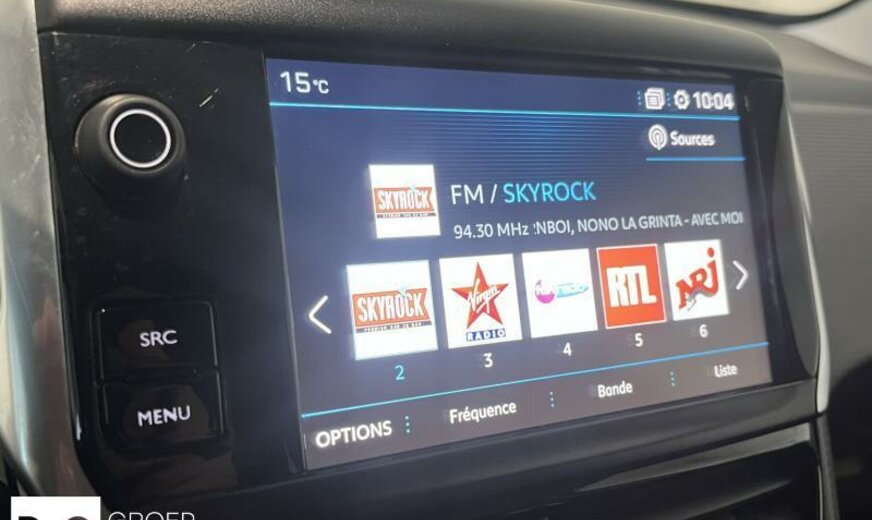 15°C
10:04
Sources
FM / SKYROCK
SKYROCK
94.30 MHz :NBOI, NONO LA GRINTA - AVEC MOI
SKYROCK
Virgin
RADIO
RTL
NRJ
2 3 4 5 6
SRC
MENU
OPTIONS Fréquence Bande Liste
GROEP